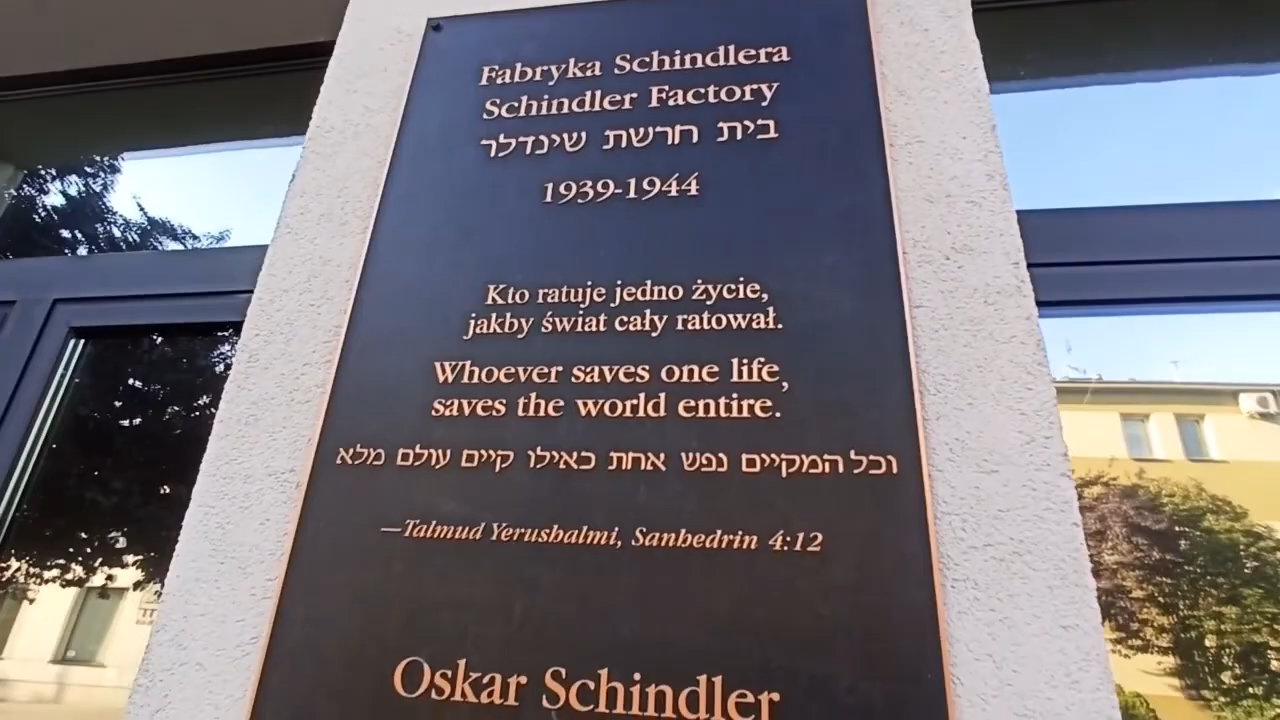 Fabryka Schindlera
Schindler Factory
בית חרשת שינדלר
1939-1944
Kto ratuje jedno życie,
jakby świat cały ratował.
Whoever saves one life,
saves the world entire.
וכל המקיים נפש אחת כאילו קיים עולם מלא
—Talmud Yerushalmi, Sanhedrin 4:12
Oskar Schindler